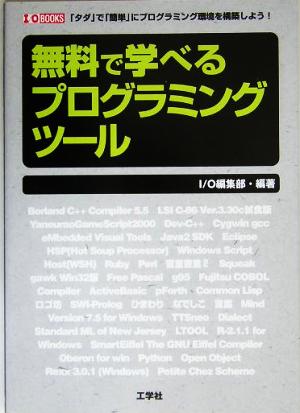 I/O BOOKS 「タダ」で「簡単」にプログラミング環境を構築しよう!
無料で学べる
プログラミング
ツール
I/O編集部・編著
Borland C++ Compiler 5.5 LSI C-86 Ver.3.30c試食版
YaneuraoGameScript2000 Dev-C++ Cygwin gcc
eMbedded Visual Tools Java2 SDK Eclipse
HSP(Hot Soup Processor) Windows Script
Host(WSH) Ruby Perl Squeak
gawk Win32版 Free Pascal g95 Fujitsu COBOL
Compiler ActiveBasic pForth Common Lisp
ロゴ坊 SWI-Prolog ひまわり なでしこ 言霊 Mind
Version 7.5 for Windows TTSneo Dialect
Standard ML of New Jersey LTOOL R-2.1.1 for
Windows SmartEiffel The GNU Eiffel Compiler
Oberon for win Python Open Object
Rexx 3.0.1 (Windows) Petite Chez Scheme
工学社